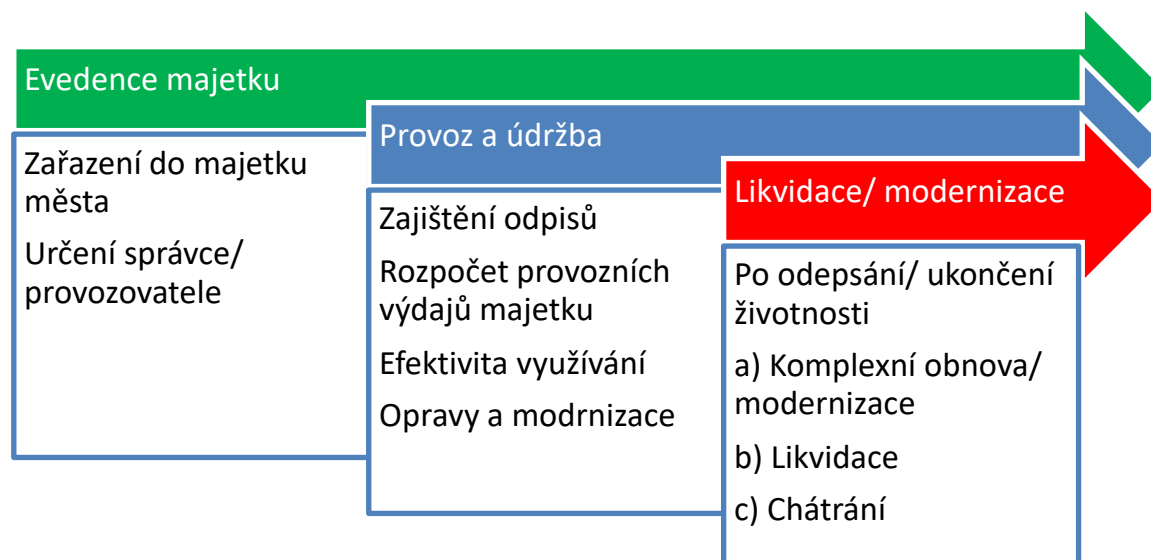 Evedence majetku
Zařazení do majetku
města
Určení správce/
provozovatele
Provoz a údržba
Zajištění odpisů
Rozpočet provozních
výdajů majetku
Efektivita využívání
Opravy a modrnizace
Likvidace/ modernizace
Po odepsání/ ukončení
životnosti
a) Komplexní obnova/
modernizace
b) Likvidace
c) Chátrání